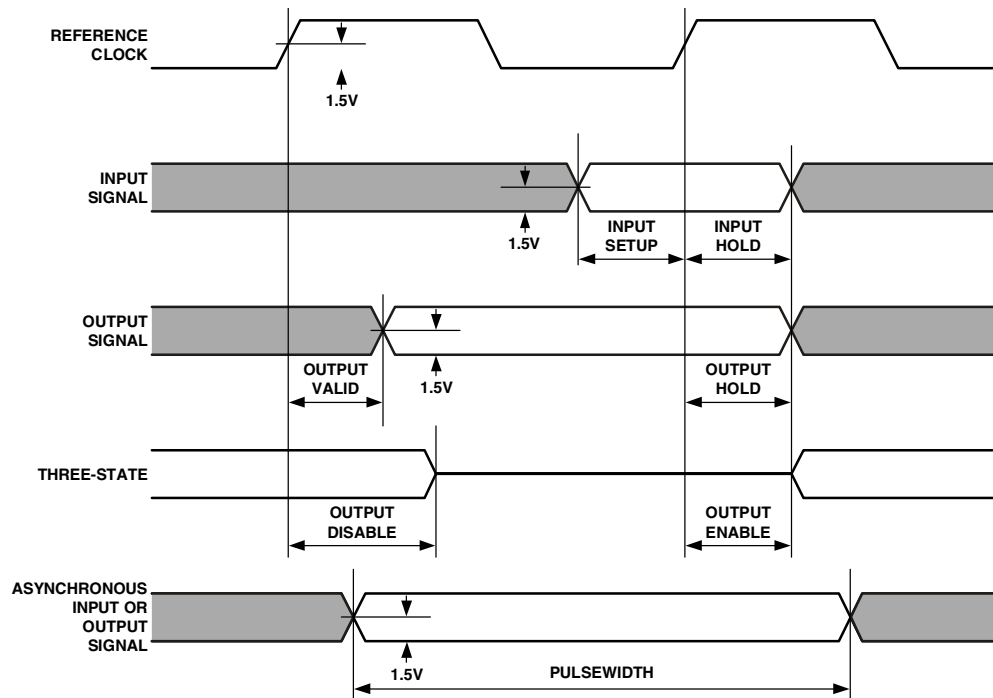 REFERENCE
CLOCK
1.5V
INPUT
SIGNAL
1.5V
INPUT
SETUP
INPUT
HOLD
OUTPUT
SIGNAL
OUTPUT
VALID
1.5V
OUTPUT
HOLD
THREE-STATE
OUTPUT
DISABLE
OUTPUT
ENABLE
ASYNCHRONOUS
INPUT OR
OUTPUT
SIGNAL
1.5V
PULSEWIDTH